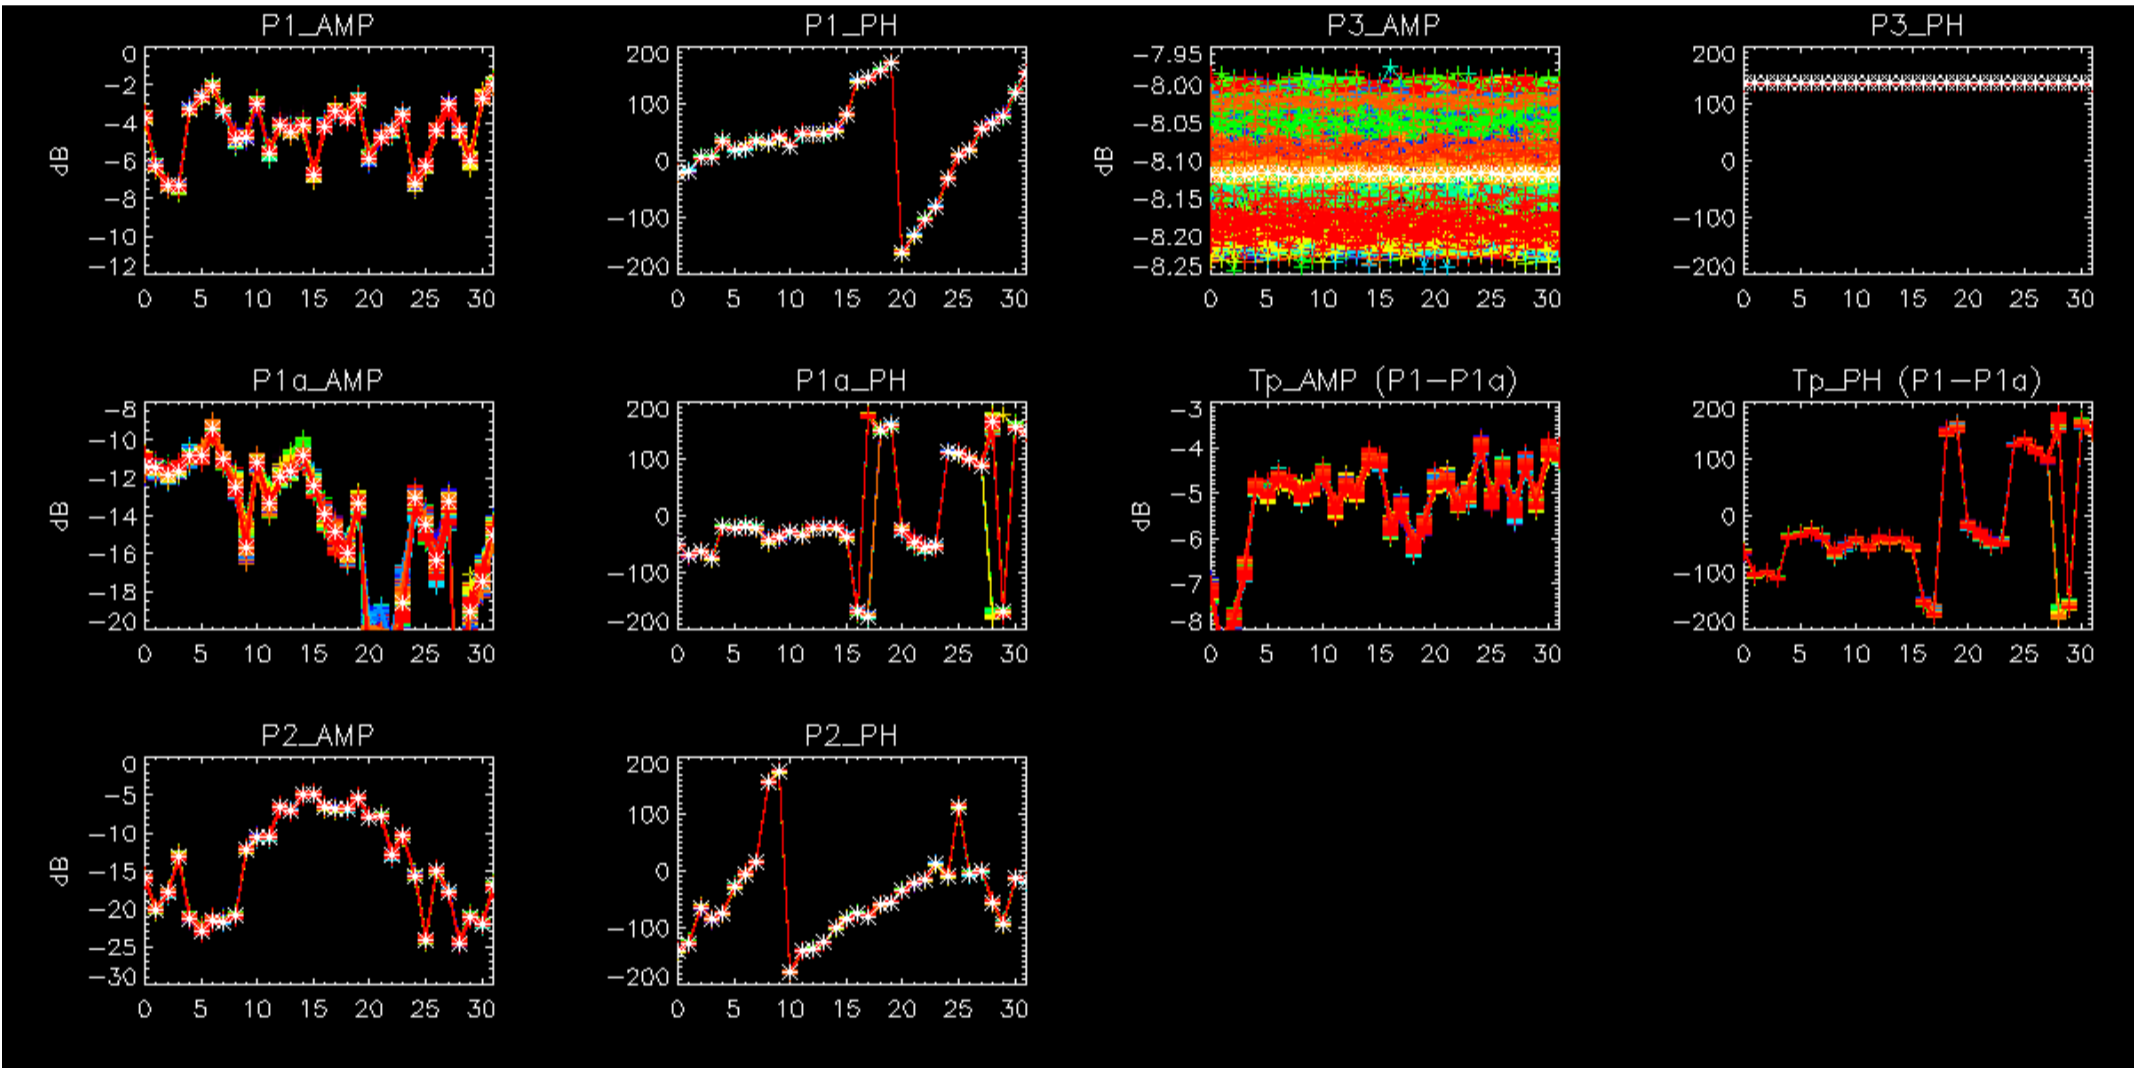 P1_AMP P1_PH P3_AMP P3_PH
0 200 -7.95 200
-2 100 -8.00 100
-4 0 -8.05 0
-6 -100 -8.10 -100
-8 -200 -8.15 -200
-10 -8.20
-12 -8.25
dB dB
0 5 10 15 20 25 30 0 5 10 15 20 25 30 0 5 10 15 20 25 30 0 5 10 15 20 25 30
P1a_AMP P1a_PH Tp_AMP (P1-P1a) Tp_PH (P1-P1a)
-8 200 -3 200
-10 100 -4 100
-12 0 -5 0
-14 -100 -6 -100
-16 -200 -7 -200
-18 -8
-20
dB dB
0 5 10 15 20 25 30 0 5 10 15 20 25 30 0 5 10 15 20 25 30 0 5 10 15 20 25 30
P2_AMP P2_PH
0 200
-5 100
-10 0
-15 -100
-20 -200
-25
-30
dB
0 5 10 15 20 25 30 0 5 10 15 20 25 30